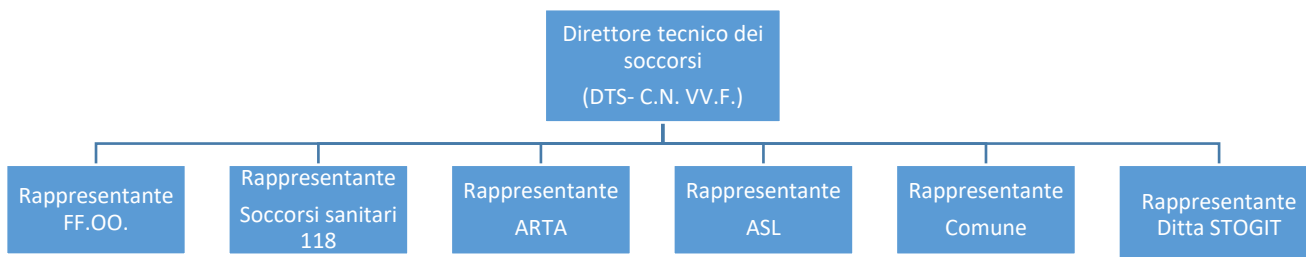 Direttore tecnico dei
soccorsi
(DTS- C.N. VV.F.)
Rappresentante
FF.OO.
Rappresentante
Soccorsi sanitari
118
Rappresentante
ARTA
Rappresentante
ASL
Rappresentante
Comune
Rappresentante
Ditta STOGIT